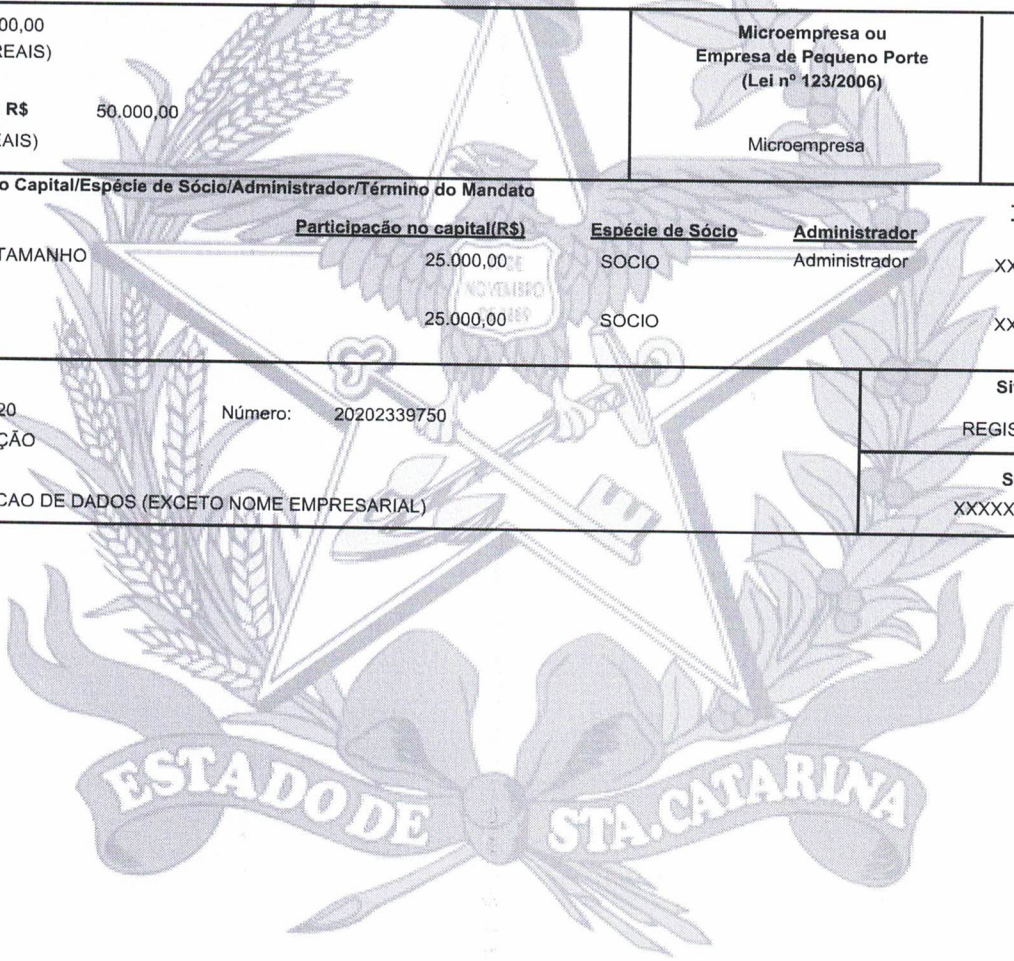 00,00
REAIS)
R$ 50.000,00
EAIS)
Microempresa ou
Empresa de Pequeno Porte
(Lei nº 123/2006)
Microempresa
o Capital/Espécie de Sócio/Administrador/Término do Mandato
Participação no capital(R$) Espécie de Sócio Administrador
TAMANHO 25.000,00 SOCIO Administrador XX
25.000,00 SOCIO XX
20 Número: 20202339750
ÇÃO
CAO DE DADOS (EXCETO NOME EMPRESARIAL)
Si
REGIS
S
XXXXX
NOVEMBRO
ESTADO DE STA. CATARINA